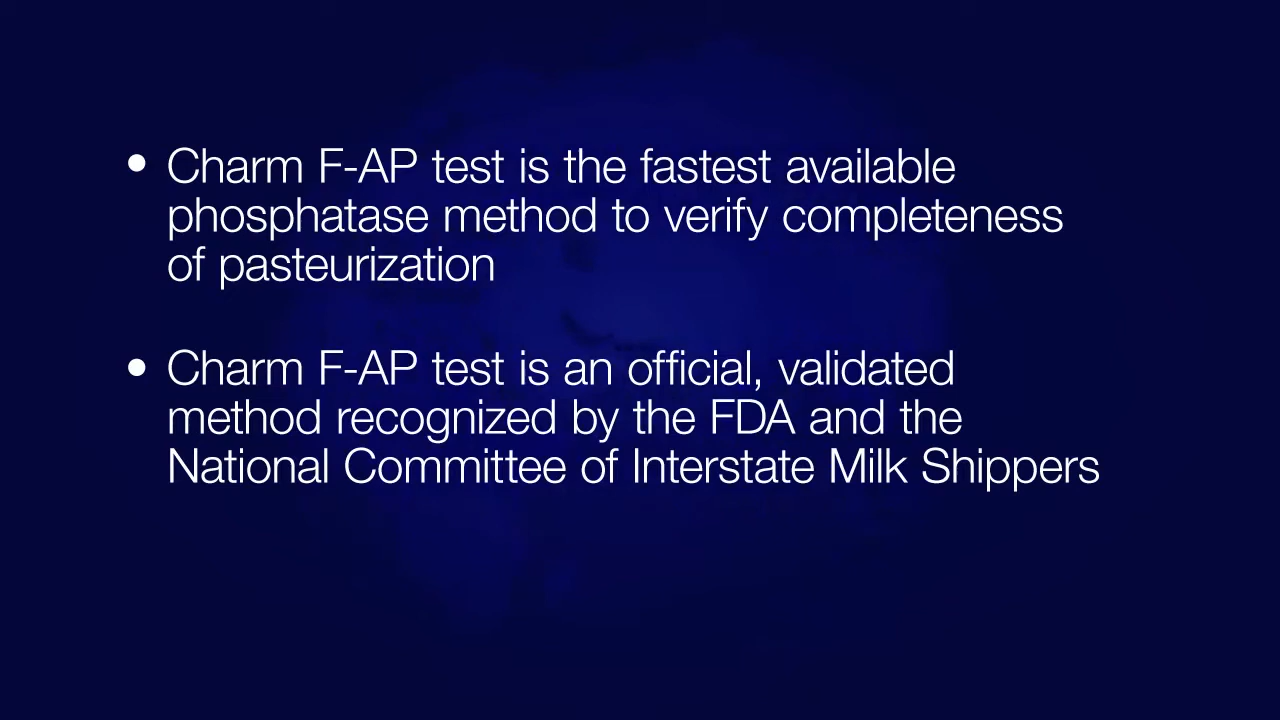 • Charm F-AP test is the fastest available
phosphatase method to verify completeness
of pasteurization
• Charm F-AP test is an official, validated
method recognized by the FDA and the
National Committee of Interstate Milk Shippers